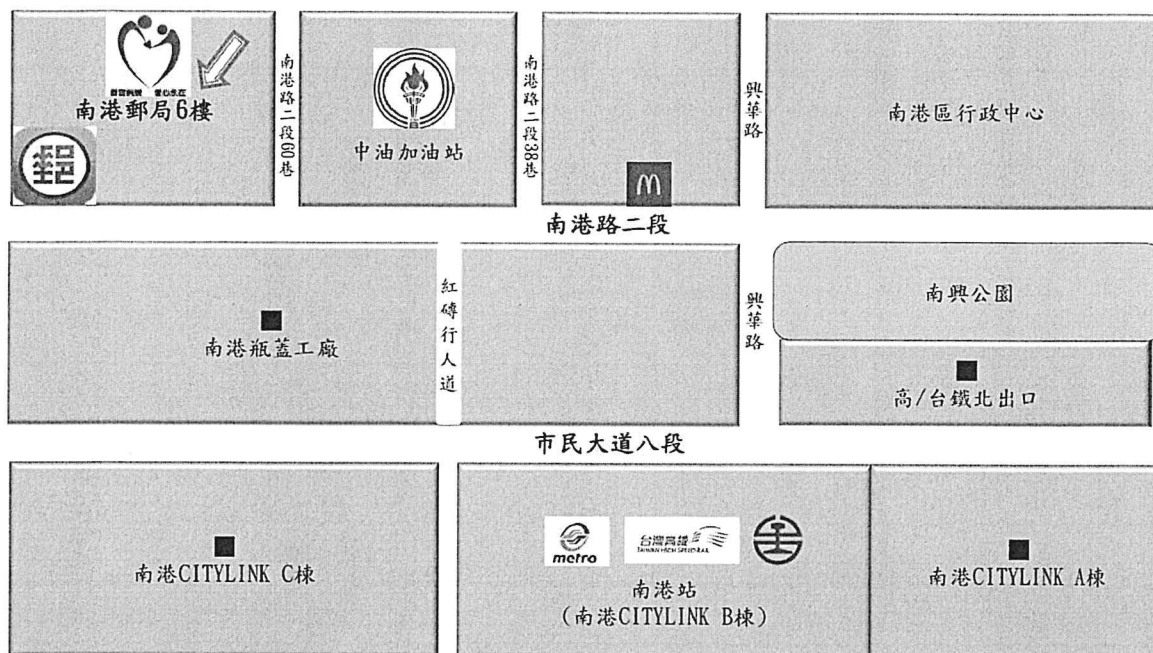 南港郵局6樓
郵
南港路二段60巷
中油加油站
南港路二段38巷
興華路
南港區行政中心
南港路二段
南港瓶蓋工廠
紅磚行人道
興華路
南興公園
高/台鐵北出口
市民大道八段
南港CITYLINK C棟
metro
台灣高鐵
TAIWAN HIGH SPEED RAIL
南港站
(南港CITYLINK B棟)
南港CITYLINK A棟